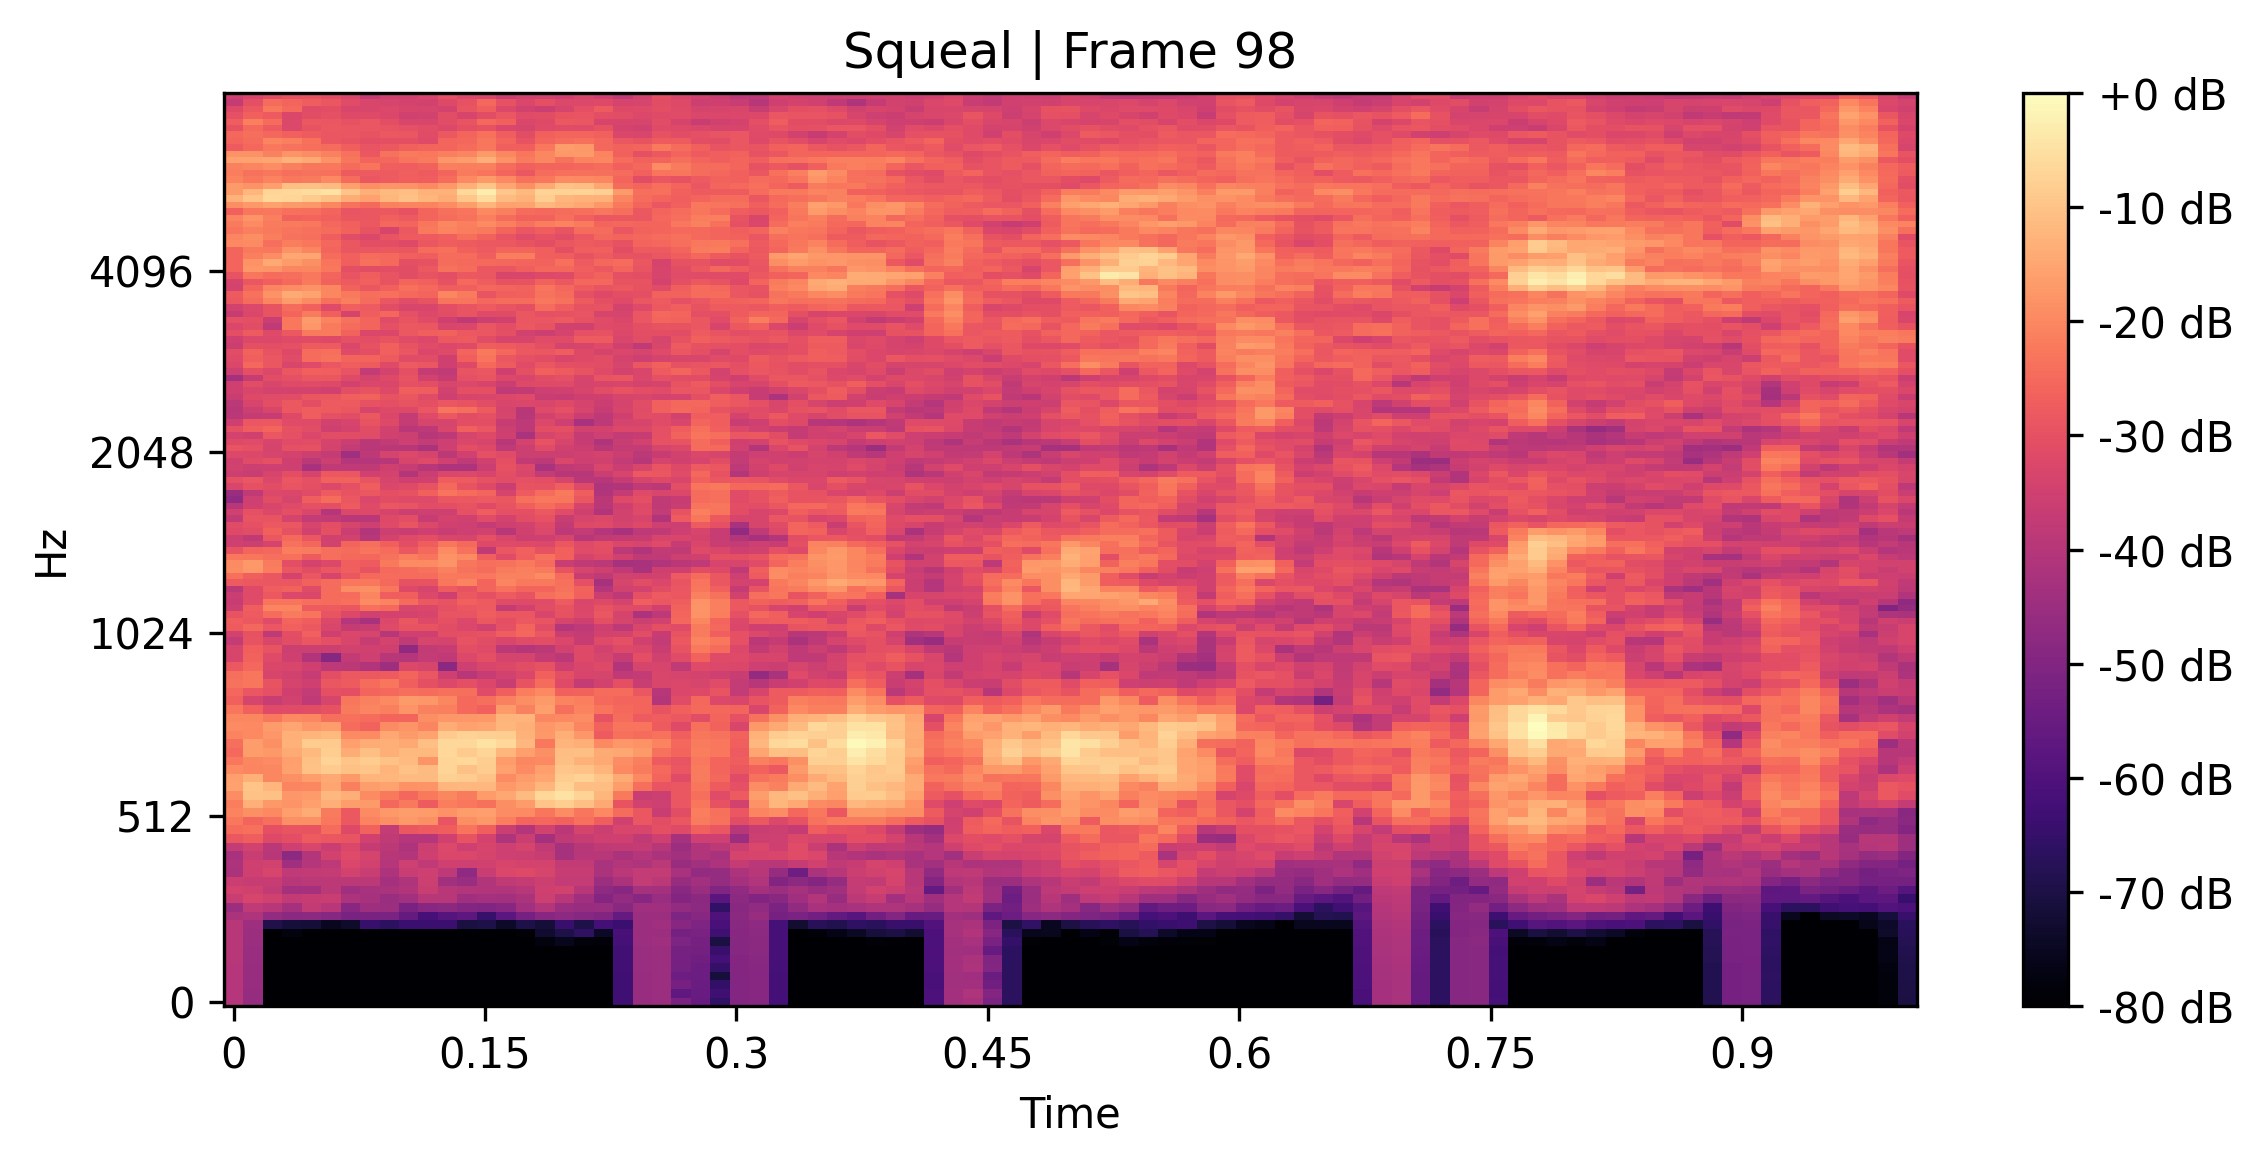 Squeal | Frame 98
+0 dB
-10 dB
-20 dB
-30 dB
-40 dB
-50 dB
-60 dB
-70 dB
-80 dB
Hz
4096
2048
1024
512
0
0 0.15 0.3 0.45 0.6 0.75 0.9
Time